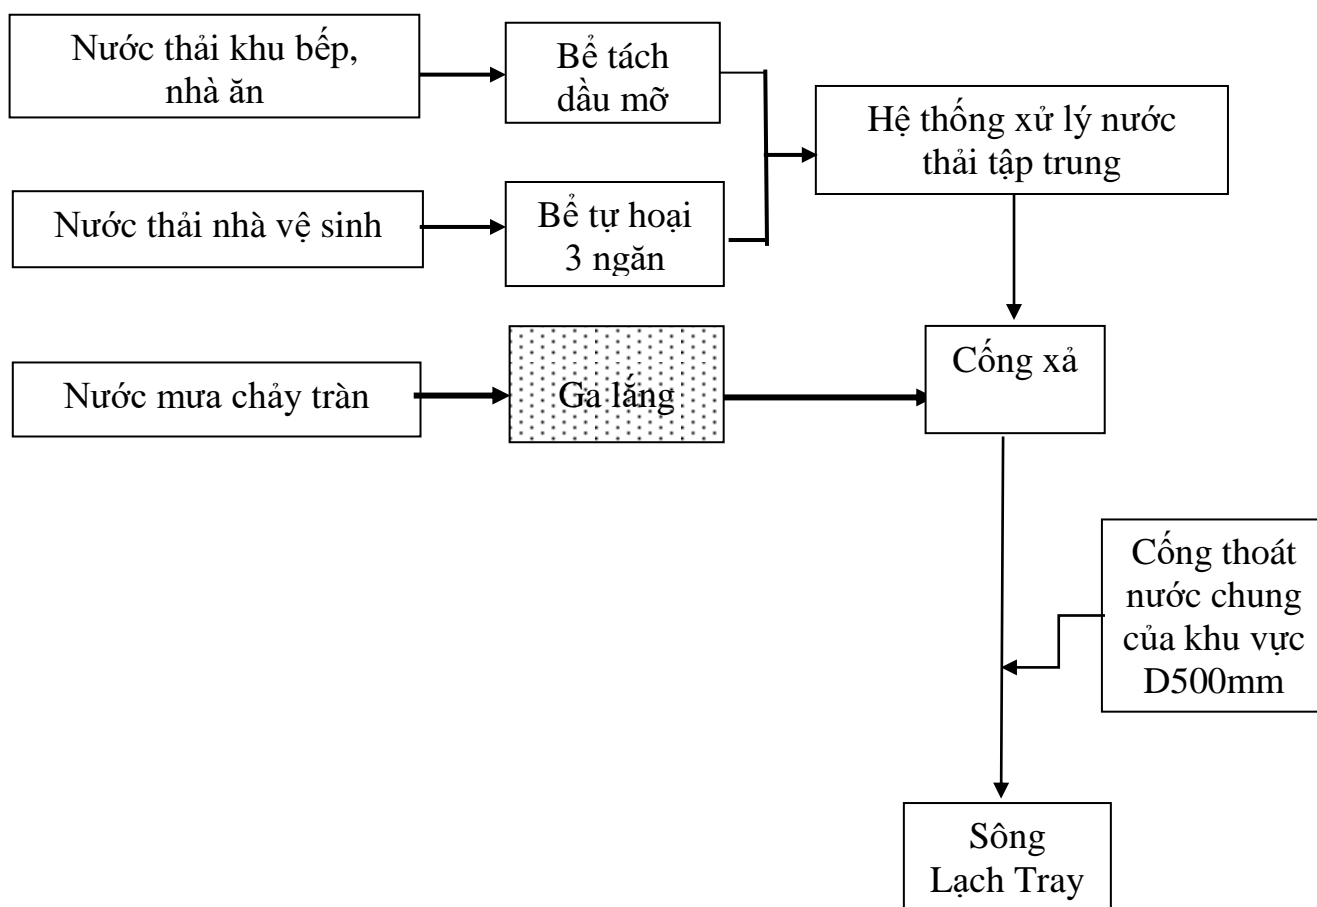 Nước thải khu bếp,
nhà ăn
Bể tách
dầu mỡ
Hệ thống xử lý nước
thải tập trung
Nước thải nhà vệ sinh
Bể tự hoại
3 ngăn
Nước mưa chảy tràn
Ga lắng
Cống xả
Cống thoát
nước chung
của khu vực
D500mm
Sông
Lạch Tray